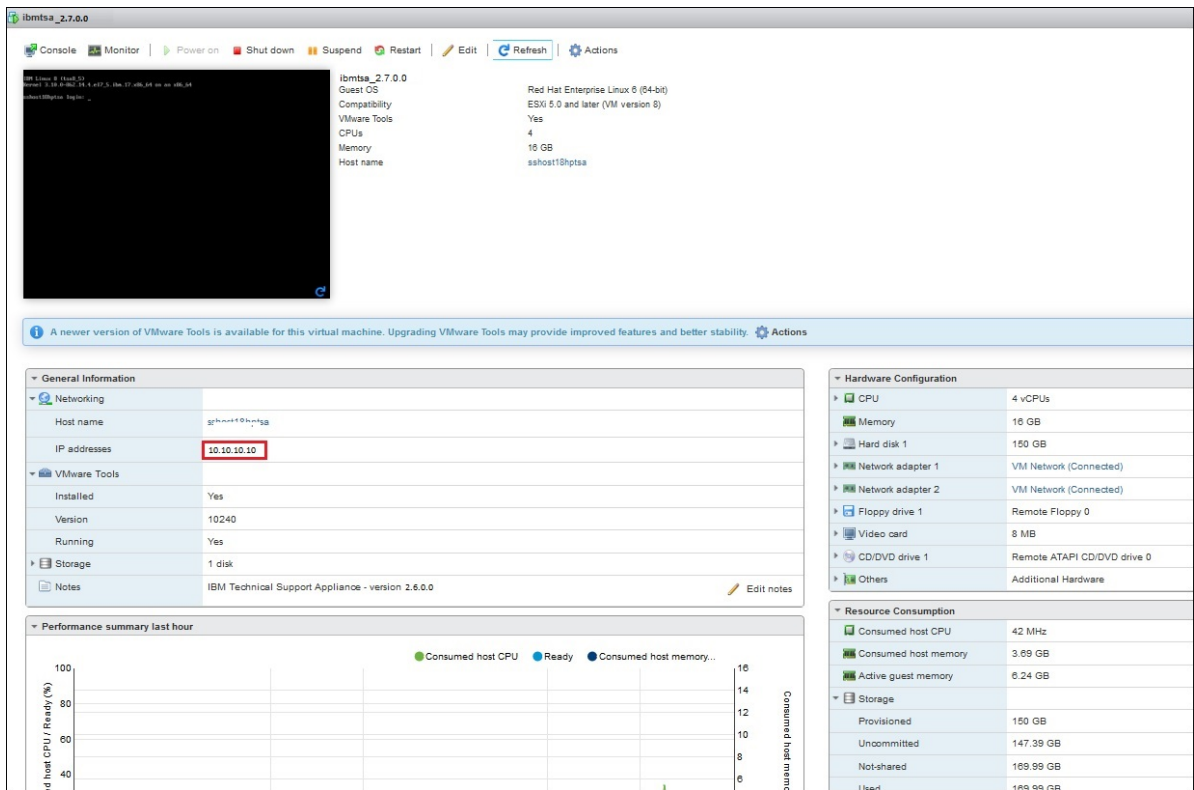 ibmtsa_2.7.0.0
Console Monitor Power on Shut down Suspend Restart Edit Refresh Actions
ibmtsa_2.7.0.0
Guest OS Red Hat Enterprise Linux 6 (64-bit)
Compatibility ESXi 5.0 and later (VM version 8)
VMware Tools Yes
CPUs 4
Memory 16 GB
Host name sshost18hptsa
A newer version of VMware Tools is available for this virtual machine. Upgrading VMware Tools may provide improved features and better stability. Actions
General Information
Networking
Host name
IP addresses 10.10.10.10
VMware Tools
Installed Yes
Version 10240
Running Yes
Storage 1 disk
Notes IBM Technical Support Appliance - version 2.6.0.0 Edit notes
Performance summary last hour
Consumed host CPU Ready Consumed host memory...
100
80
60
40
host CPU / Ready (%)
16
14
12
10
8
6
Consumed host
Hardware Configuration
CPU 4 vCPUs
Memory 16 GB
Hard disk 1 150 GB
Network adapter 1 VM Network (Connected)
Network adapter 2 VM Network (Connected)
Floppy drive 1 Remote Floppy 0
Video card 8 MB
CD/DVD drive 1 Remote ATAPI CD/DVD drive 0
Others Additional Hardware
Resource Consumption
Consumed host CPU 42 MHz
Consumed host memory 3.69 GB
Active guest memory 6.24 GB
Storage
Provisioned 150 GB
Uncommitted 147.39 GB
Not-shared 169.99 GB
Used 169.99 GB